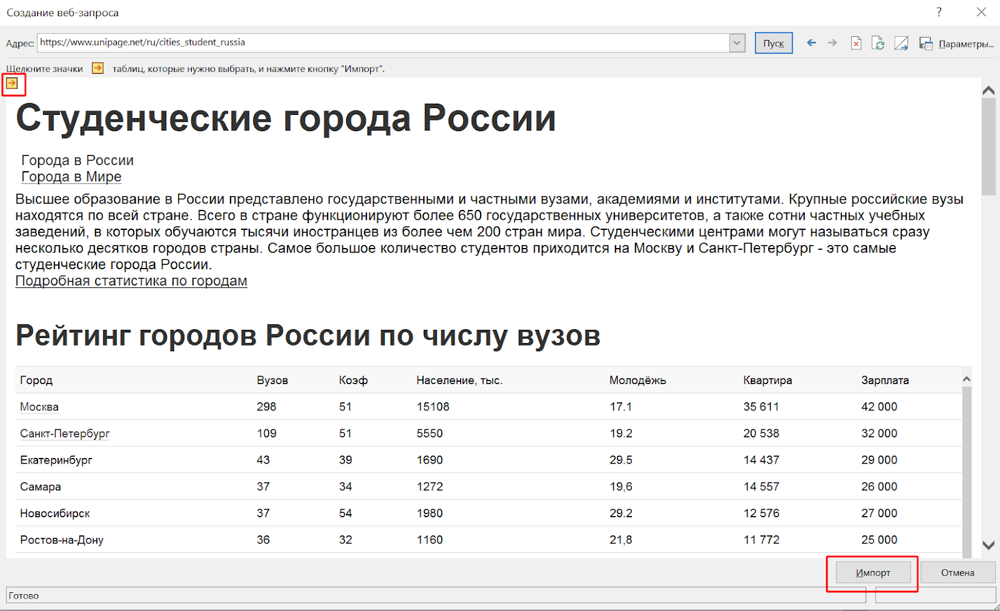 Создание веб-запроса
?
Адрес: https://www.unipage.net/ru/cities_student_russia Пуск Параметры...
Щелкните значки таблиц, которые нужно выбрать, и нажмите кнопку "Импорт".
Студенческие города России
Города в России
Города в Мире
Высшее образование в России представлено государственными и частными вузами, академиями и институтами. Крупные российские вузы
находятся по всей стране. Всего в стране функционируют более 650 государственных университетов, а также сотни частных учебных
заведений, в которых обучаются тысячи иностранцев из более чем 200 стран мира. Студенческими центрами могут называться сразу
несколько десятков городов страны. Самое большое количество студентов приходится на Москву и Санкт-Петербург - это самые
студенческие города России.
Подробная статистика по городам
Рейтинг городов России по числу вузов
Город Вузов Коэф Население, тыс. Молодёжь Квартира Зарплата
Москва 298 51 15108 17.1 35 611 42 000
Санкт-Петербург 109 51 5550 19.2 20 538 32 000
Екатеринбург 43 39 1690 29.5 14 437 29 000
Самара 37 34 1272 19,6 14 557 26 000
Новосибирск 37 54 1980 29.2 12 576 27 000
Ростов-на-Дону 36 32 1160 21,8 11 772 25 000
Импорт Отмена
Готово